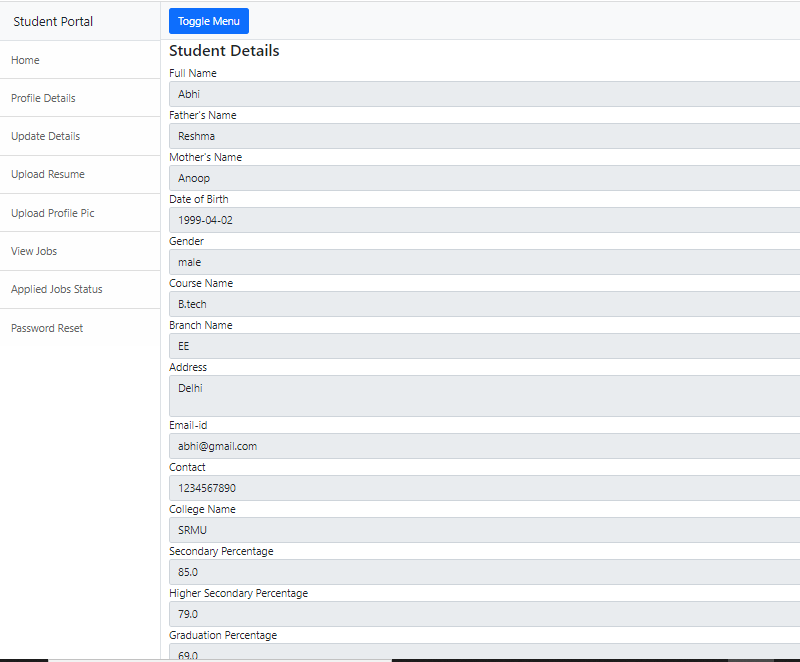 Student Portal
Home
Profile Details
Update Details
Upload Resume
Upload Profile Pic
View Jobs
Applied Jobs Status
Password Reset
Toggle Menu
Student Details
Full Name
Abhi
Father's Name
Reshma
Mother's Name
Anoop
Date of Birth
1999-04-02
Gender
male
Course Name
B.tech
Branch Name
EE
Address
Delhi
Email-id
abhi@gmail.com
Contact
1234567890
College Name
SRMU
Secondary Percentage
85.0
Higher Secondary Percentage
79.0
Graduation Percentage
69.0